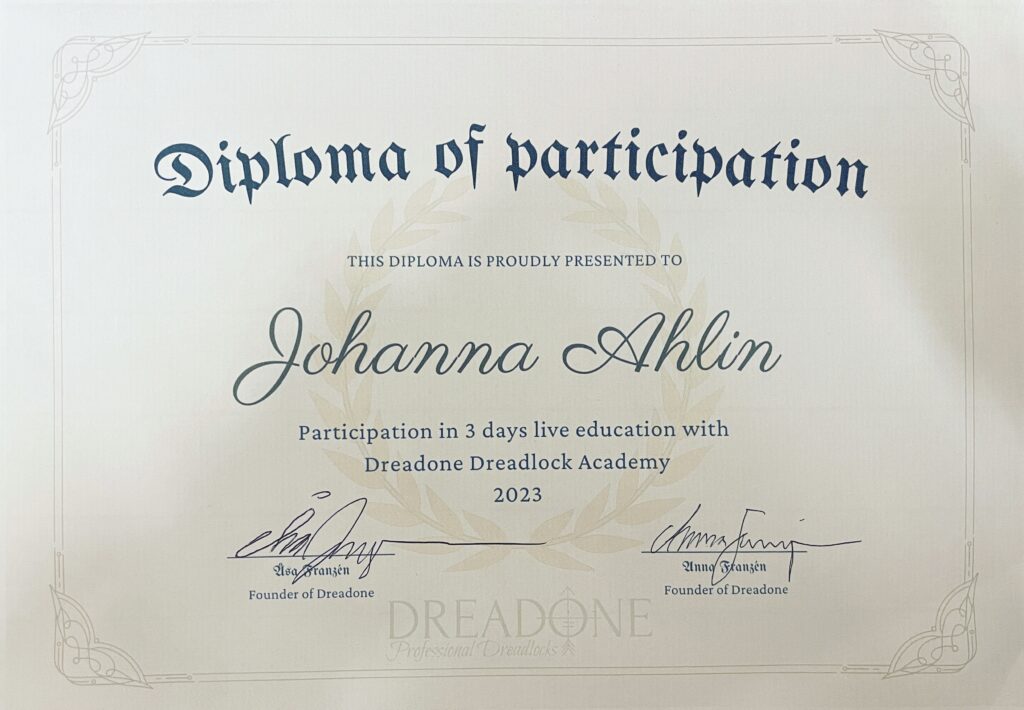 Diploma of participation
THIS DIPLOMA IS PROUDLY PRESENTED TO
Johanna Ahlin
Participation in 3 days live education with
Dreadone Dreadlock Academy
2023
Åsa Franzén
Founder of Dreadone
Anna Franzén
Founder of Dreadone
DREADONE
Professional Dreadlocks